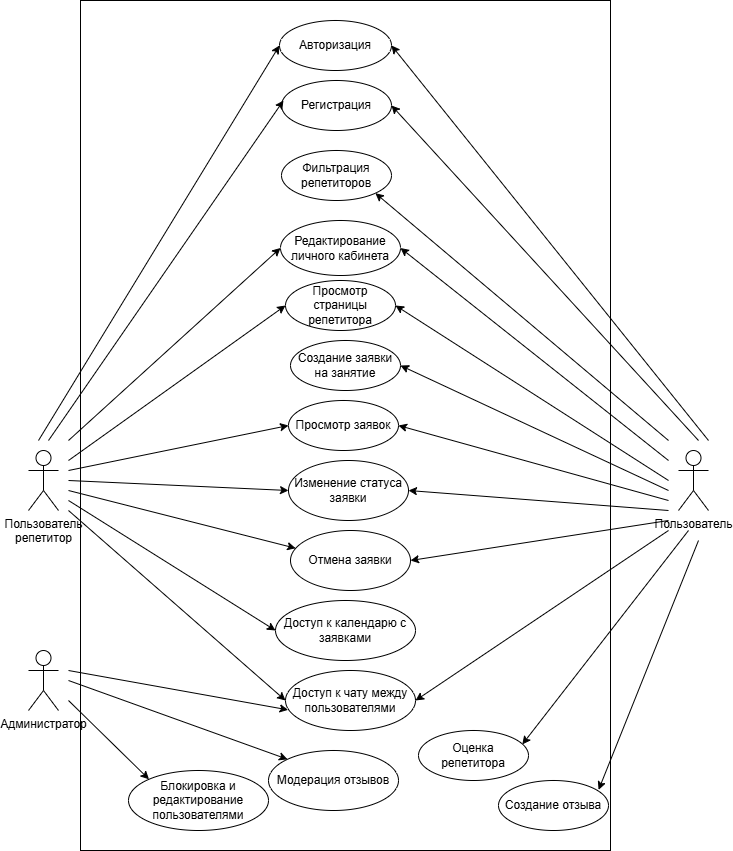 Авторизация
Регистрация
Фильтрация
репетиторов
Редактирование
личного кабинета
Просмотр
страницы
репетитора
Создание заявки
на занятие
Просмотр заявок
Изменение статуса
заявки
Пользователь
репетитор
Пользователь
Отмена заявки
Доступ к календарю с
заявками
Доступ к чату между
пользователями
Администратор
Оценка
репетитора
Модерация отзывов
Блокировка и
редактирование
пользователями
Создание отзыва